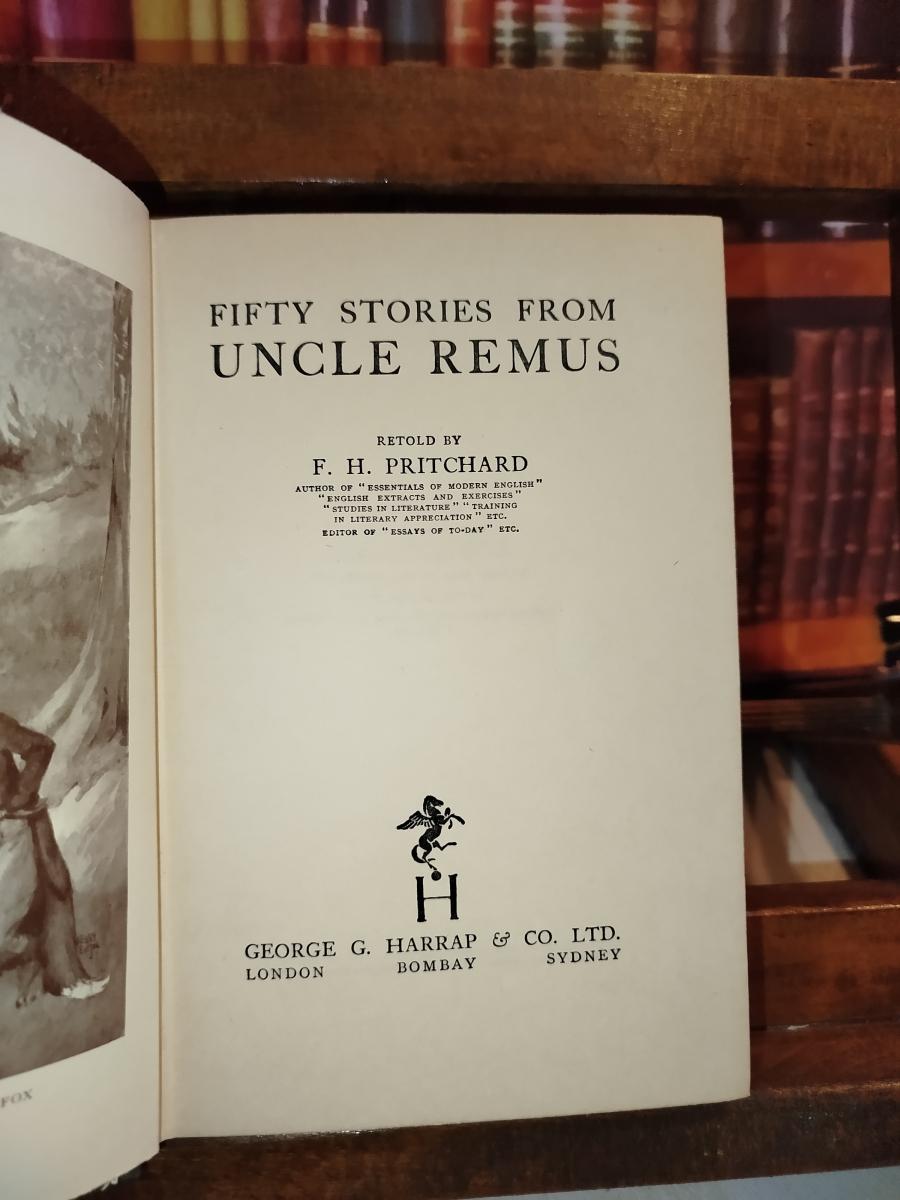 FIFTY STORIES FROM
UNCLE REMUS
RETOLD BY
F. H. PRITCHARD
AUTHOR OF "ESSENTIALS OF MODERN ENGLISH"
"ENGLISH EXTRACTS AND EXERCISES"
"STUDIES IN LITERATURE" "TRAINING
IN LITERARY APPRECIATION" ETC.
EDITOR OF "ESSAYS OF TO-DAY" ETC.
H
GEORGE G. HARRAP & CO. LTD.
LONDON BOMBAY SYDNEY
FOX